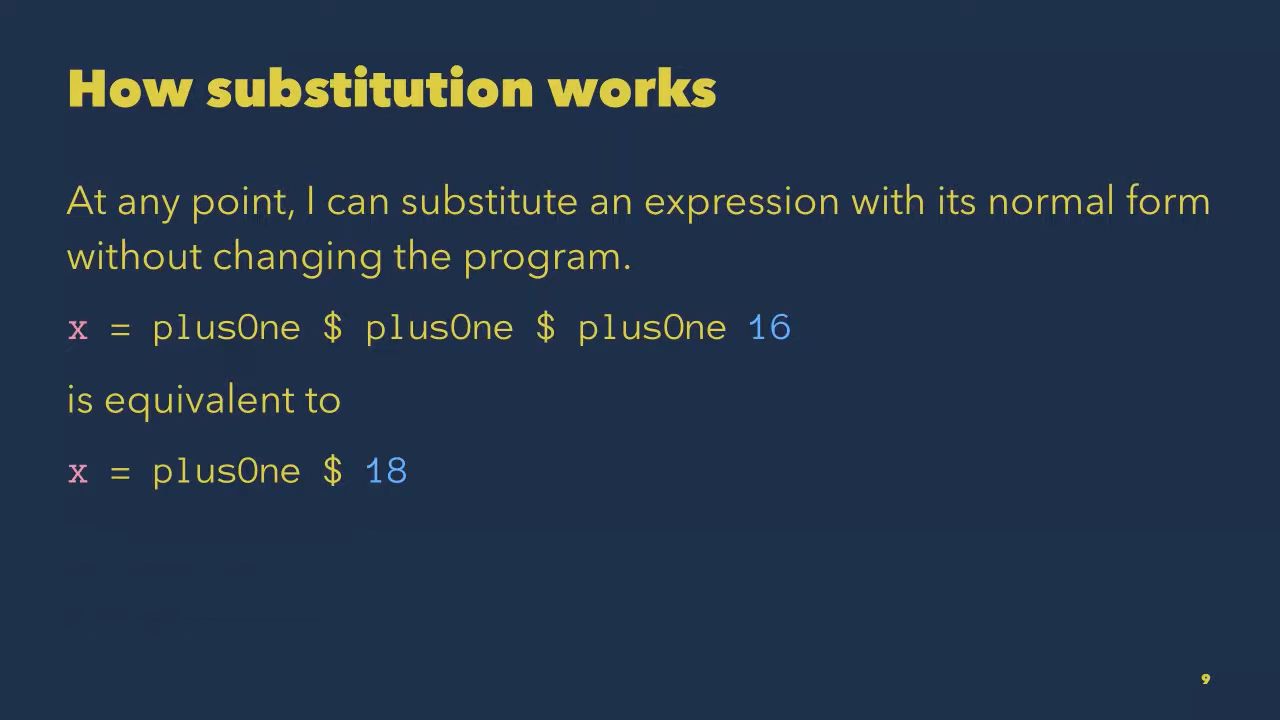 How substitution works
At any point, I can substitute an expression with its normal form
without changing the program.
x = plusOne $ plusOne $ plusOne 16
is equivalent to
x = plusOne $ 18
9